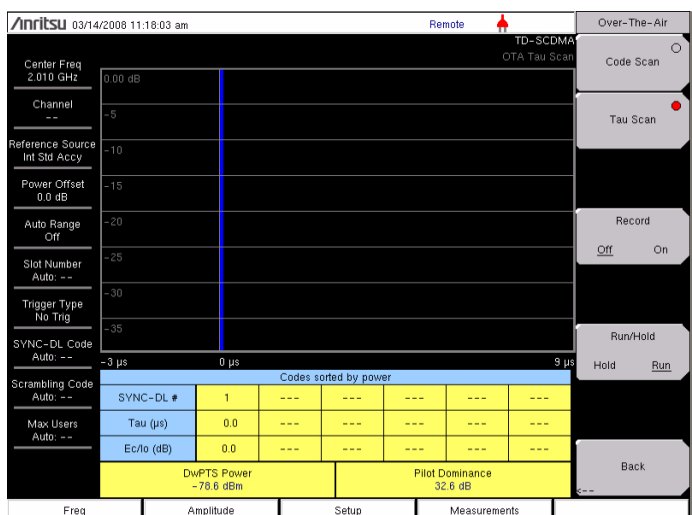 Anritsu 03/14/2008 11:18:03 am
Remote
Over-The-Air
TD-SCDMA
OTA Tau Scan
Center Freq
2.010 GHz
Channel
--
Reference Source
Int Std Accy
Power Offset
0.0 dB
Auto Range
Off
Slot Number
Auto: --
Trigger Type
No Trig
SYNC-DL Code
Auto: --
Scrambling Code
Auto: --
Max Users
Auto: --
0.00 dB
-5
-10
-15
-20
-25
-30
-35
-3 µs 0 µs 9 µs
Codes sorted by power
SYNC-DL # 1 --- --- --- --- ---
Tau (µs) 0.0 --- --- --- --- ---
Ec/Io (dB) 0.0 --- --- --- --- ---
DwPTS Power
-78.6 dBm
Pilot Dominance
32.6 dB
Code Scan
Tau Scan
Record
Off On
Run/Hold
Hold Run
Back
<--
Freq Amplitude Setup Measurements